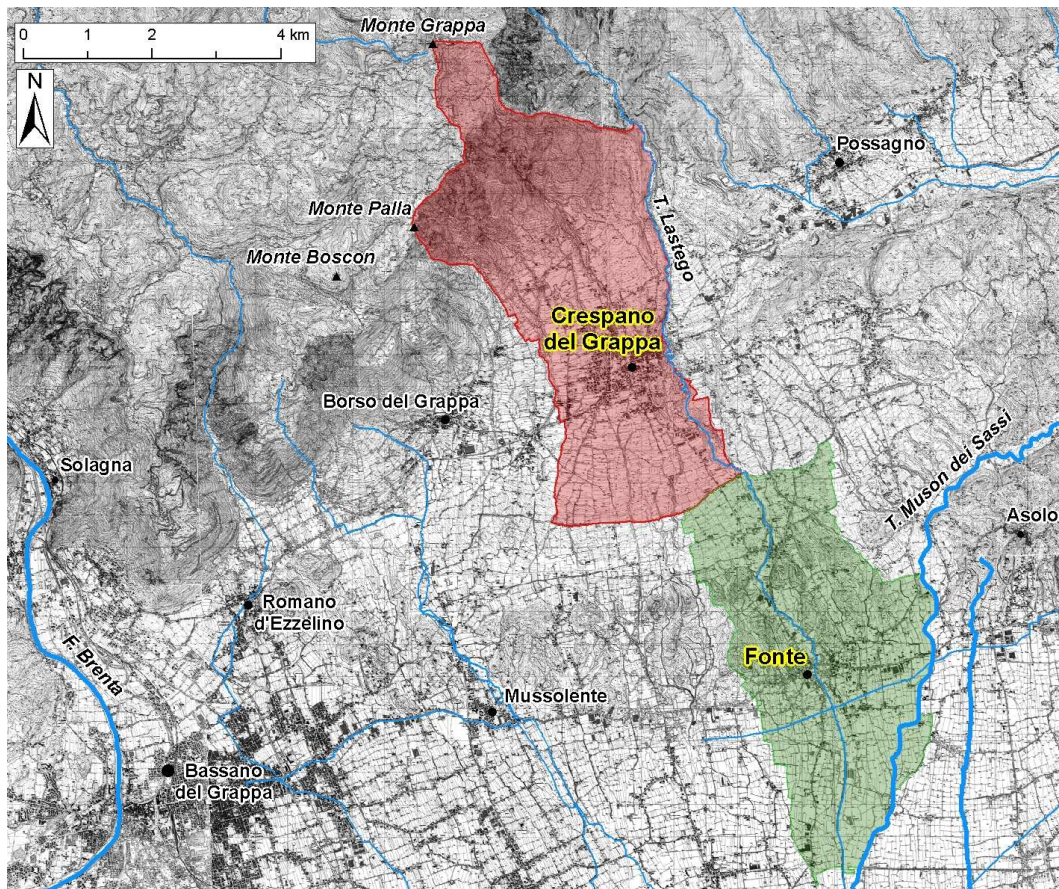 Monte Grappa
0 1 2 4 km
N
Possagno
Monte Palla
T. Lastego
Monte Boscon
Crespano
del Grappa
Borso del Grappa
Solagna
T. Muson dei Sassi
Asolo
Romano
d'Ezzelino
F. Brenta
Fonte
Mussolente
Bassano
del Grappa